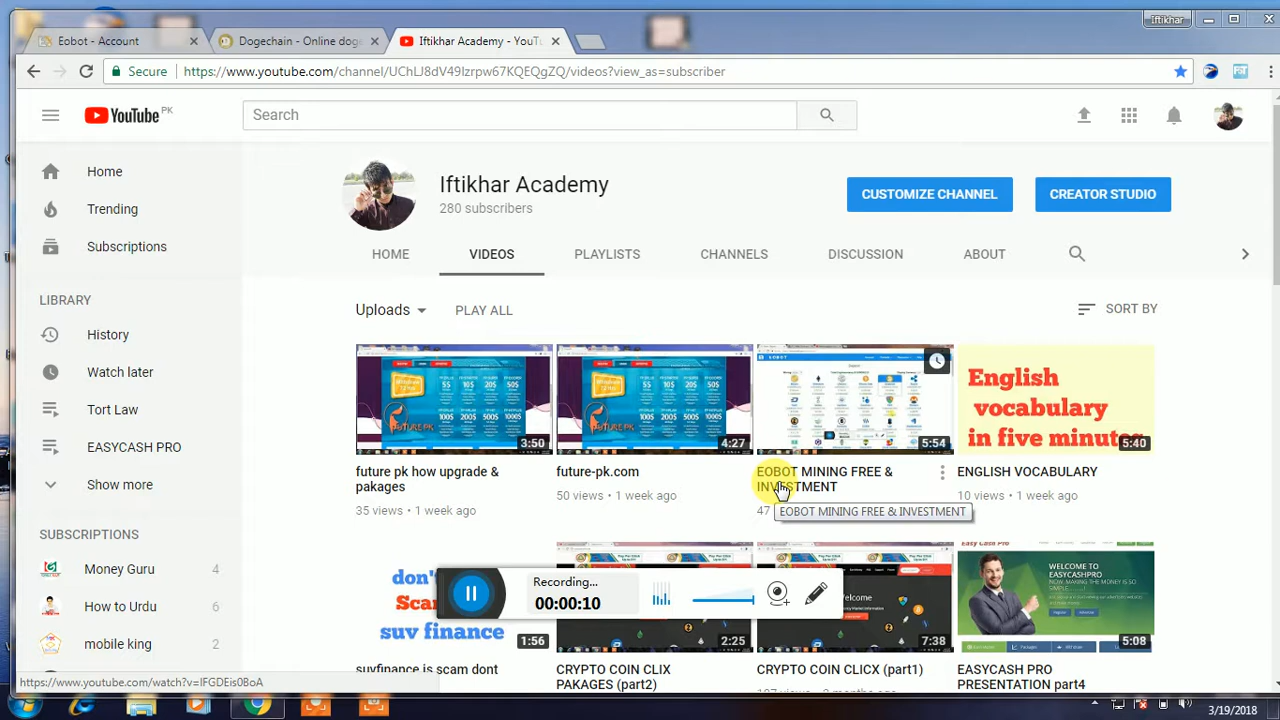 Iftikhar
Eobot - Account
Dogechain - Online dog
Iftikhar Academy - YouTu
Secure
https://www.youtube.com/channel/UChLJ8dV49Izrpw67KQEQgZQ/videos?view_as=subscriber
YouTube PK
Search
Home
Trending
Subscriptions
LIBRARY
History
Watch later
Tort Law
EASYCASH PRO
Show more
SUBSCRIPTIONS
Money Guru
How to Urdu 6
mobile king 2
Iftikhar Academy
280 subscribers
CUSTOMIZE CHANNEL
CREATOR STUDIO
HOME VIDEOS PLAYLISTS CHANNELS DISCUSSION ABOUT
Uploads
PLAY ALL
SORT BY
3:50
future pk how upgrade &
pakages
35 views • 1 week ago
4:27
future-pk.com
50 views • 1 week ago
EOBOT
5:54
EOBOT MINING FREE &
INVESTMENT
47
EOBOT MINING FREE & INVESTMENT
English
vocabulary
in five minut
5:40
ENGLISH VOCABULARY
10 views • 1 week ago
don'
Sca
suv finance
1:56
suvfinance is scam dont
2:25
CRYPTO COIN CLIX
PAKAGES (part2)
Welcome
7:38
CRYPTO COIN CLICX (part1)
Easy Cash Pro
WELCOME TO
EASYCASHPRO
5:08
EASYCASH PRO
PRESENTATION part4
Recording...
00:00:10
https://www.youtube.com/watch?v=IFGDEis0BoA
3/19/2018